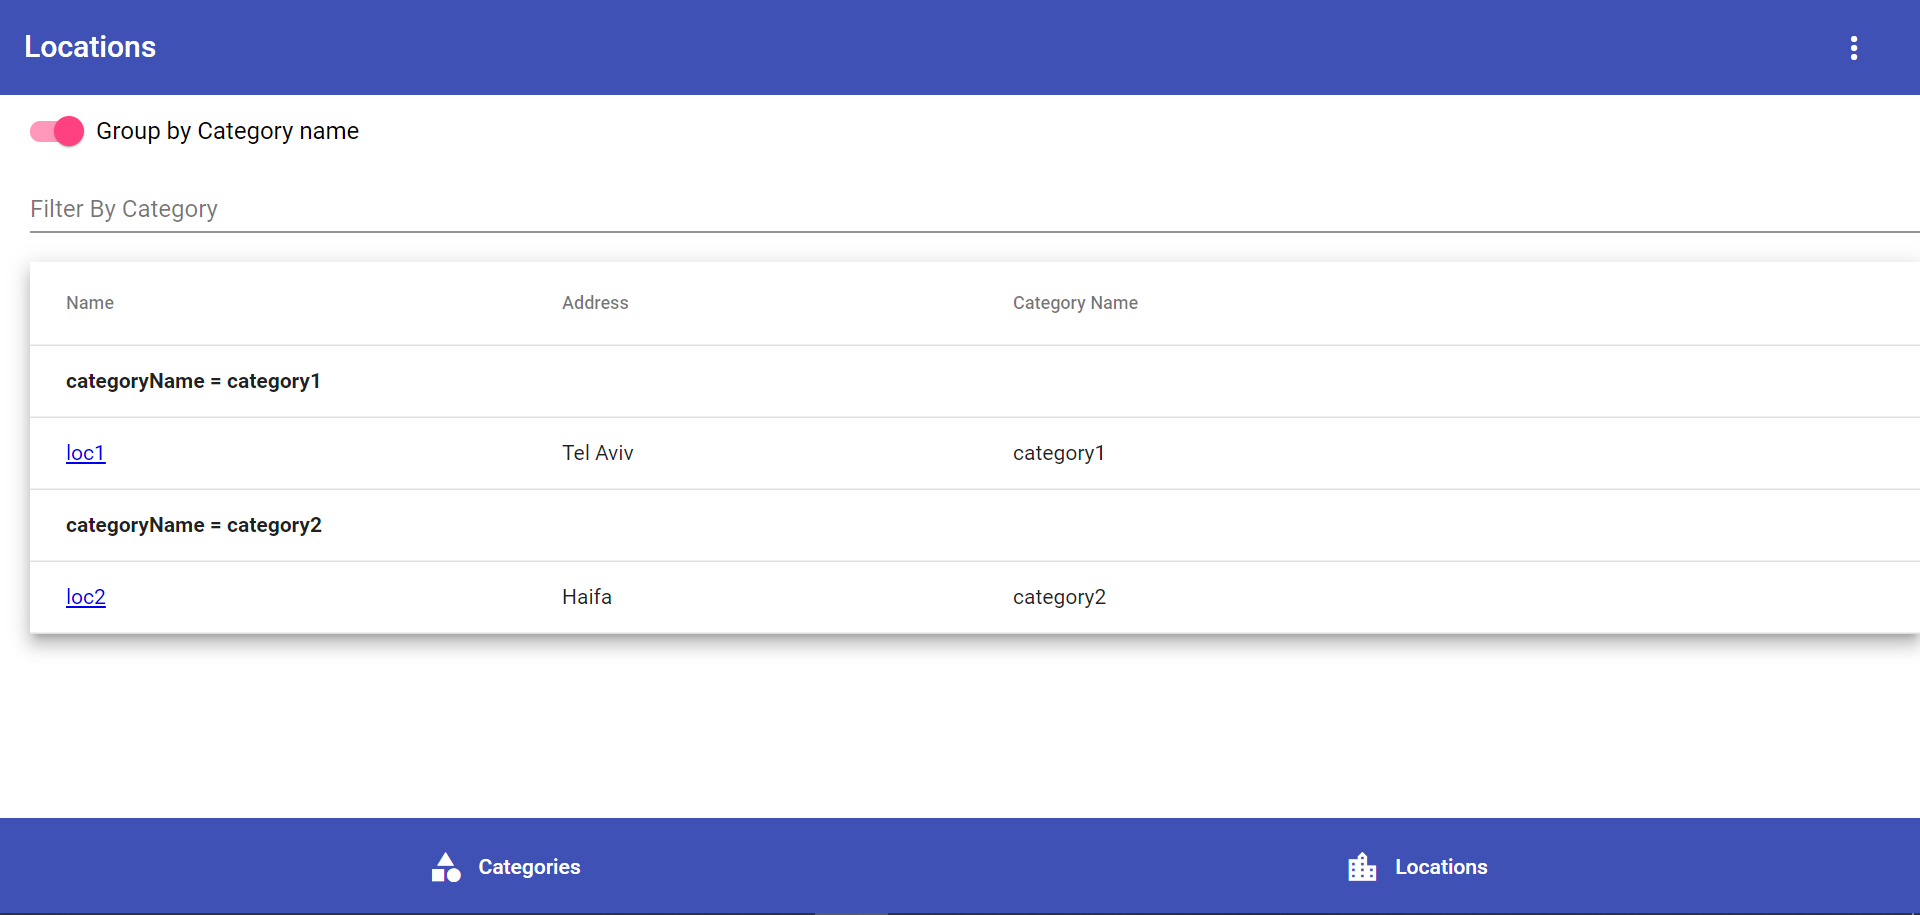 Locations
Group by Category name
Filter By Category
Name Address Category Name
categoryName = category1
loc1 Tel Aviv category1
categoryName = category2
loc2 Haifa category2
Categories Locations